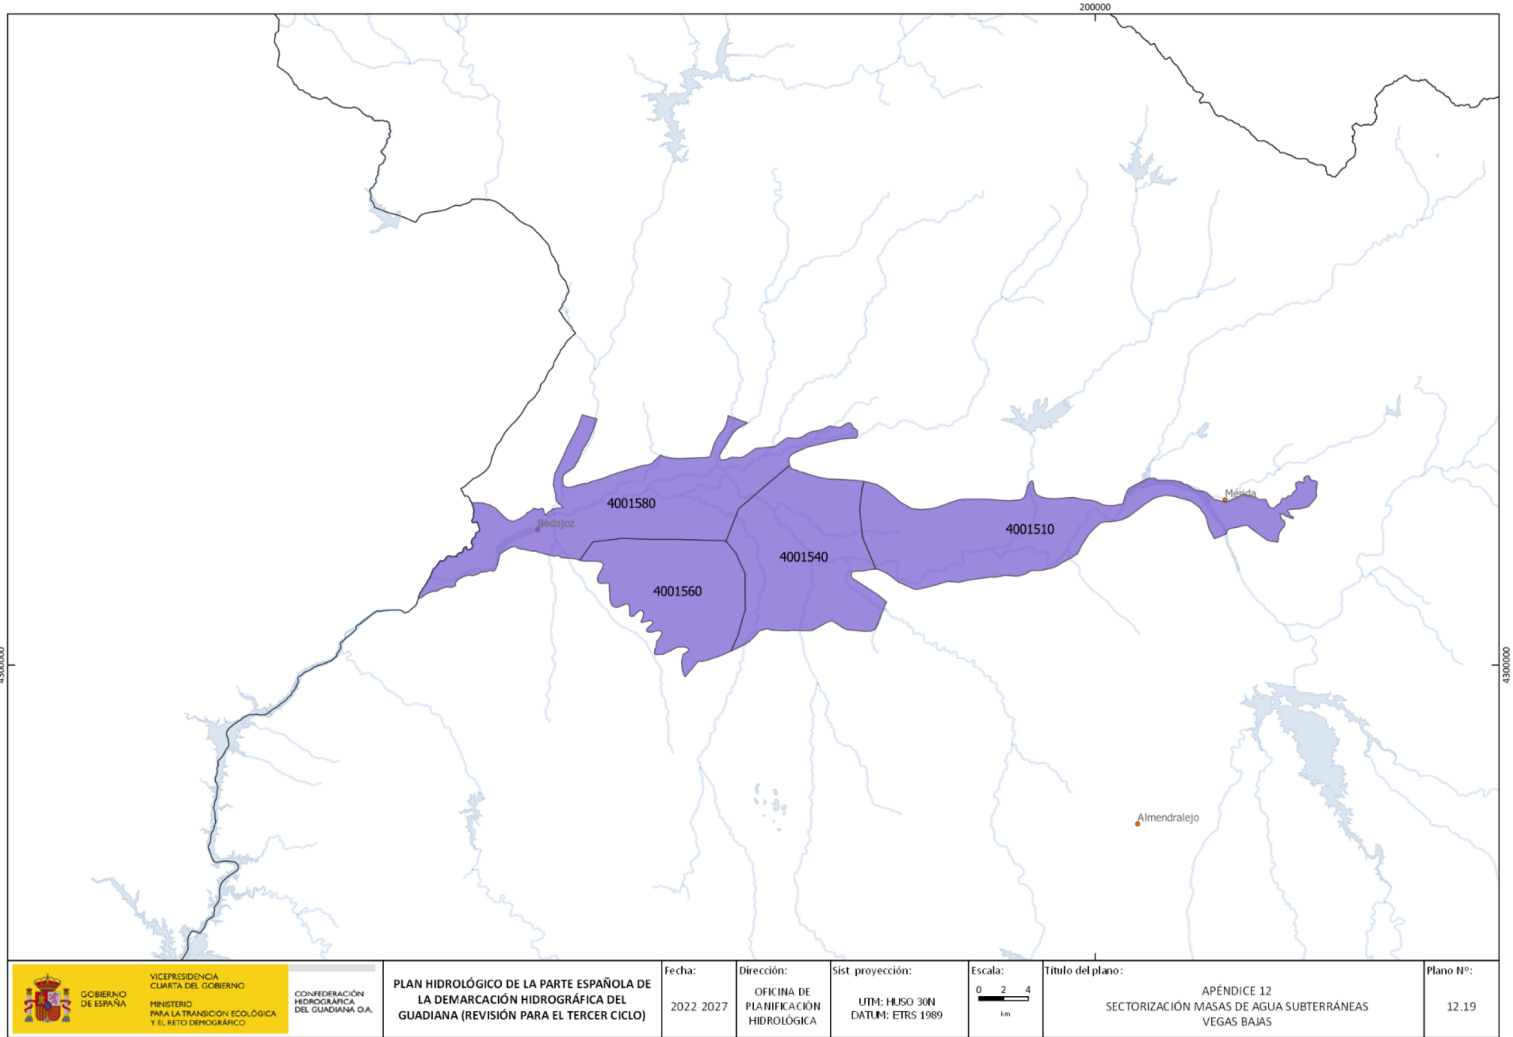 200000
4001580
Badajoz
Mérida
4001510
4001540
4001560
4300000
4300000
Almendralejo
GOBIERNO
DE ESPAÑA
VICEPRESIDENCIA
CUARTA DEL GOBIERNO
MINISTERIO
PARA LA TRANSICIÓN ECOLÓGICA
Y EL RETO DEMOGRÁFICO
CONFEDERACIÓN
HIDROGRÁFICA
DEL GUADIANA O.A.
PLAN HIDROLÓGICO DE LA PARTE ESPAÑOLA DE
LA DEMARCACIÓN HIDROGRÁFICA DEL
GUADIANA (REVISIÓN PARA EL TERCER CICLO)
Fecha:
2022-2027
Dirección:
OFICINA DE
PLANIFICACIÓN
HIDROLÓGICA
Sist. proyección:
UTM: HUSO 30N
DATUM: ETRS 1989
Escala:
0 2 4
km
Título del plano:
APÉNDICE 12
SECTORIZACIÓN MASAS DE AGUA SUBTERRÁNEAS
VEGAS BAJAS
Plano Nº:
12.19